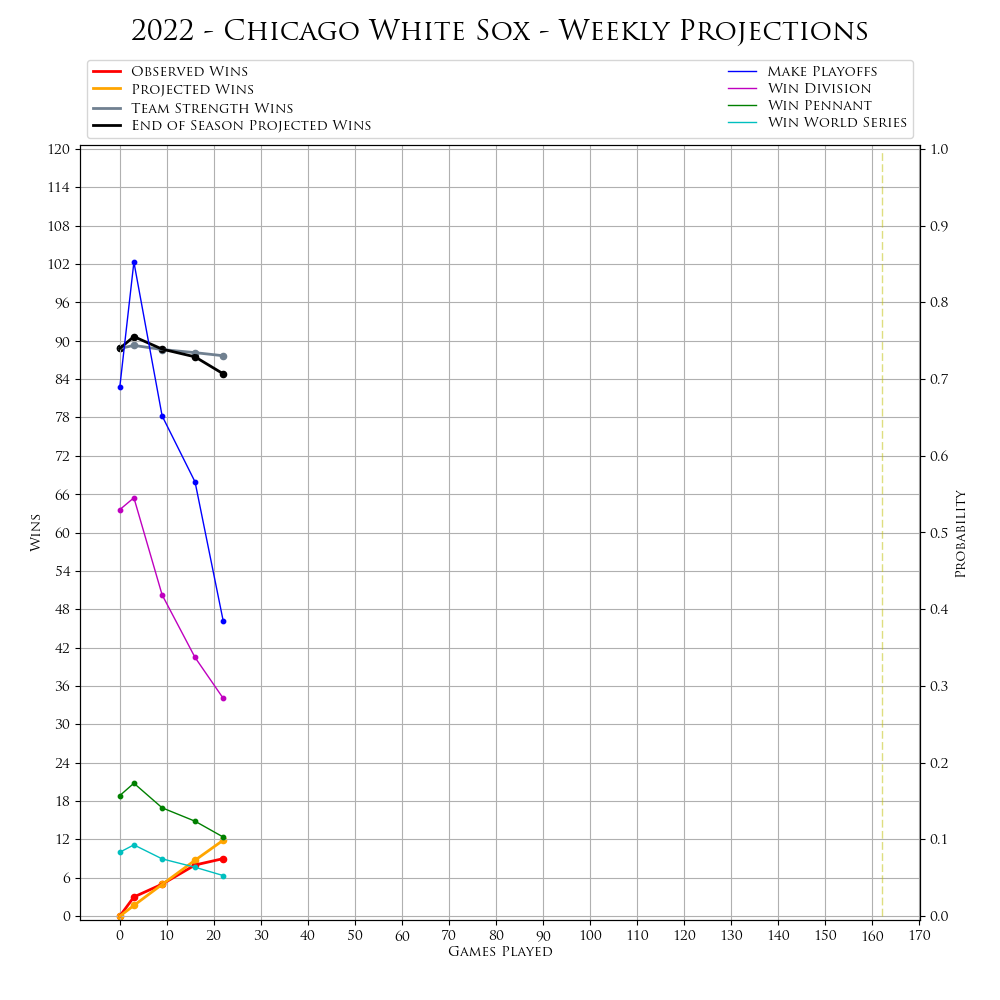 2022 - Chicago White Sox - Weekly Projections
Observed Wins
Projected Wins
Team Strength Wins
End of Season Projected Wins
Make Playoffs
Win Division
Win Pennant
Win World Series
120
114
108
102
96
90
84
78
72
66
60
54
48
42
36
30
24
18
12
6
0
Wins
1.0
0.9
0.8
0.7
0.6
0.5
0.4
0.3
0.2
0.1
0.0
Probability
0 10 20 30 40 50 60 70 80 90 100 110 120 130 140 150 160 170
Games Played